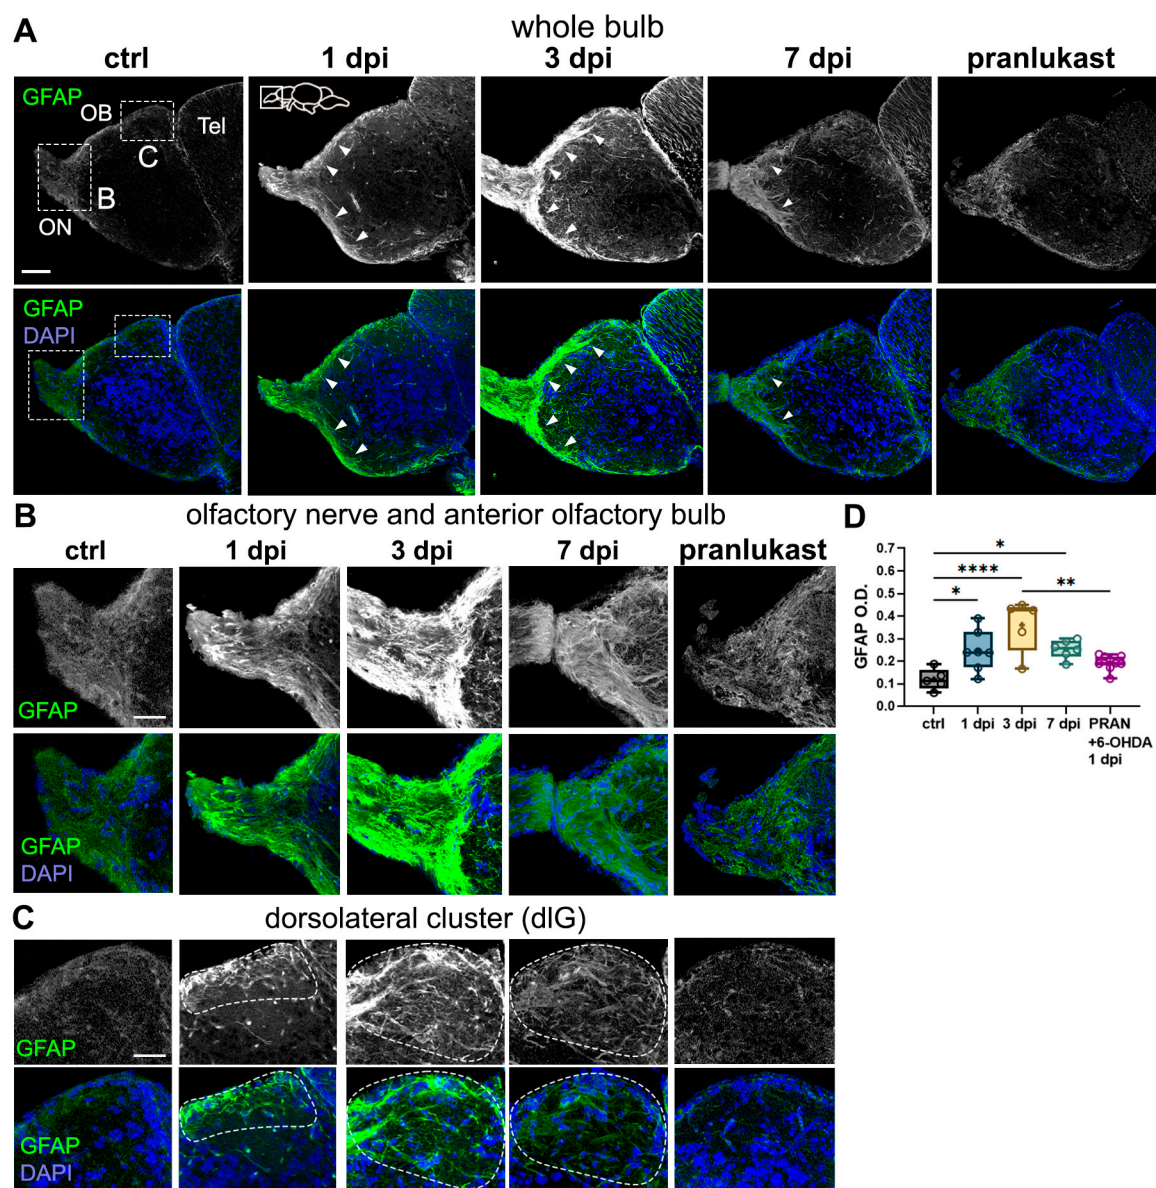 A
whole bulb
ctrl
1 dpi
3 dpi
7 dpi
pranlukast
GFAP
OB
Tel
C
B
ON
GFAP
DAPI
B
olfactory nerve and anterior olfactory bulb
ctrl
1 dpi
3 dpi
7 dpi
pranlukast
GFAP
GFAP
DAPI
C
dorsolateral cluster (dlG)
GFAP
GFAP
DAPI
D
GFAP O.D.
0.7
0.6
0.5
0.4
0.3
0.2
0.1
0.0
*
****
*
**
ctrl
1 dpi
3 dpi
7 dpi
PRAN
+6-OHDA
1 dpi